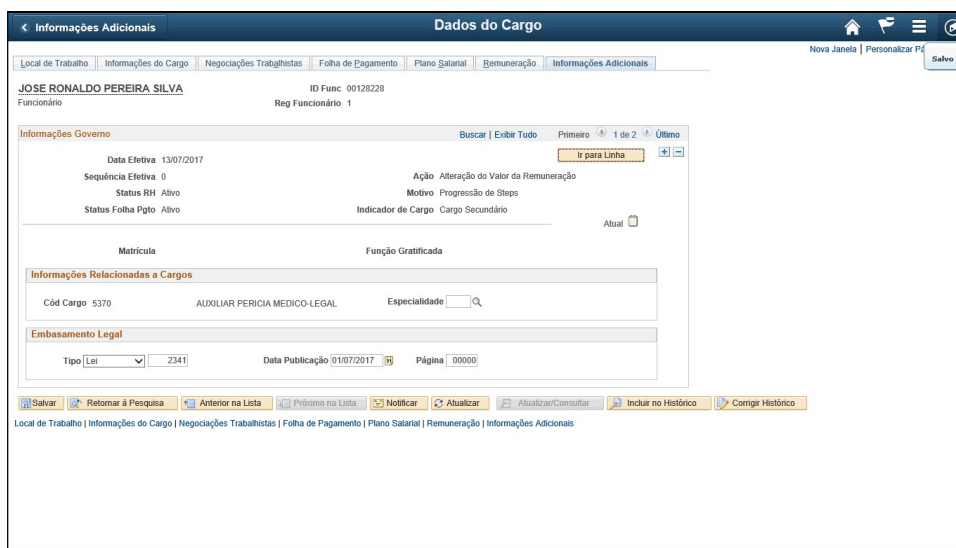 Informações Adicionais Dados do Cargo
Nova Janela | Personalizar Pá
Salvo
Local de Trabalho Informações do Cargo Negociações Trabalhistas Folha de Pagamento Plano Salarial Remuneração Informações Adicionais
JOSE RONALDO PEREIRA SILVA ID Func 00128228
Funcionário Reg Funcionário 1
Informações Governo Buscar | Exibir Tudo Primeiro 1 de 2 Último
Ir para Linha
Data Efetiva 13/07/2017
Sequência Efetiva 0 Ação Alteração do Valor da Remuneração
Status RH Ativo Motivo Progressão de Steps
Status Folha Pgto Ativo Indicador de Cargo Cargo Secundário
Atual
Matrícula Função Gratificada
Informações Relacionadas a Cargos
Cód Cargo 5370 AUXILIAR PERICIA MEDICO-LEGAL Especialidade
Embasamento Legal
Tipo Lei 2341 Data Publicação 01/07/2017 Página 00000
Salvar Retornar à Pesquisa Anterior na Lista Próximo na Lista Notificar Atualizar Atualizar/Consultar Incluir no Histórico Corrigir Histórico
Local de Trabalho | Informações do Cargo | Negociações Trabalhistas | Folha de Pagamento | Plano Salarial | Remuneração | Informações Adicionais